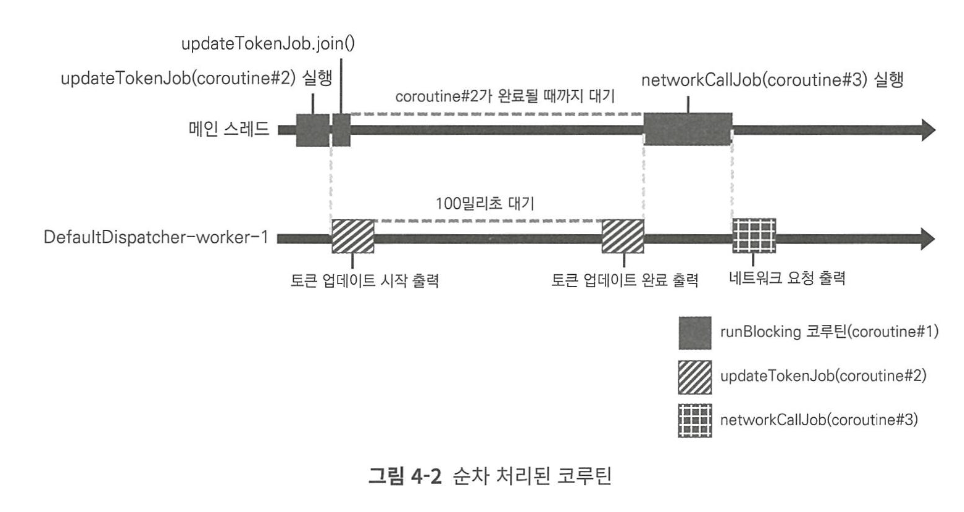 updateTokenJob.join()
updateTokenJob(coroutine#2) 실행
networkCallJob(coroutine#3) 실행
coroutine#2가 완료될 때까지 대기
메인 스레드
100밀리초 대기
DefaultDispatcher-worker-1
토큰 업데이트 시작 출력
토큰 업데이트 완료 출력
네트워크 요청 출력
runBlocking 코루틴(coroutine#1)
updateTokenJob(coroutine#2)
networkCallJob(coroutine#3)
그림 4-2 순차 처리된 코루틴